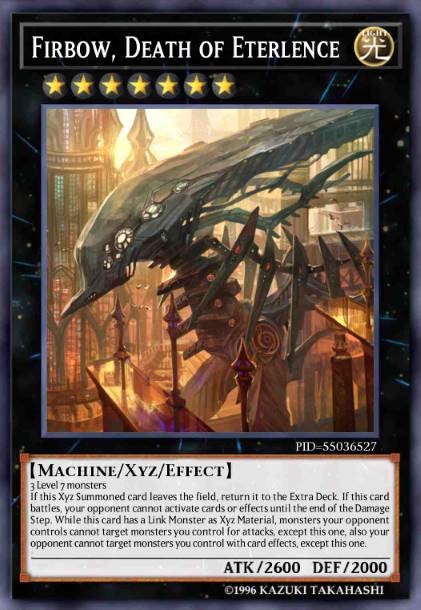 Firbow, Death of Eterlence
LIGHT
光
PID=55036527
[Machine/Xyz/Effect]
3 Level 7 monsters
If this Xyz Summoned card leaves the field, return it to the Extra Deck. If this card
battles, your opponent cannot activate cards or effects until the end of the Damage
Step. While this card has a Link Monster as Xyz Material, monsters your opponent
controls cannot target monsters you control for attacks, except this one, also your
opponent cannot target monsters you control with card effects, except this one.
ATK/2600 DEF/2000
©1996 KAZUKI TAKAHASHI